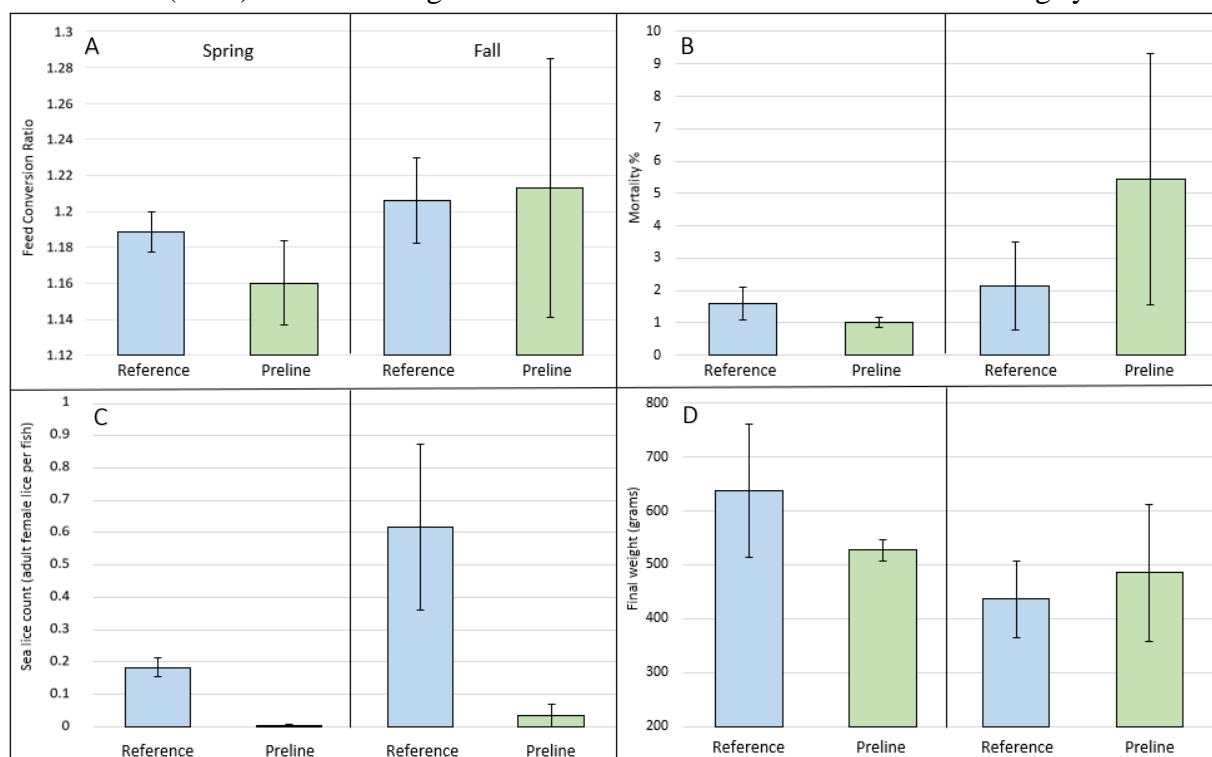 A
Spring
Fall
Feed Conversion Ratio
1.3
1.28
1.26
1.24
1.22
1.2
1.18
1.16
1.14
1.12
Reference
Preline
Reference
Preline
B
Mortality %
10
9
8
7
6
5
4
3
2
1
0
Reference
Preline
Reference
Preline
C
Sea lice count (adult female lice per fish)
1
0.9
0.8
0.7
0.6
0.5
0.4
0.3
0.2
0.1
0
Reference
Preline
Reference
Preline
D
Final weight (grams)
800
700
600
500
400
300
200
Reference
Preline
Reference
Preline